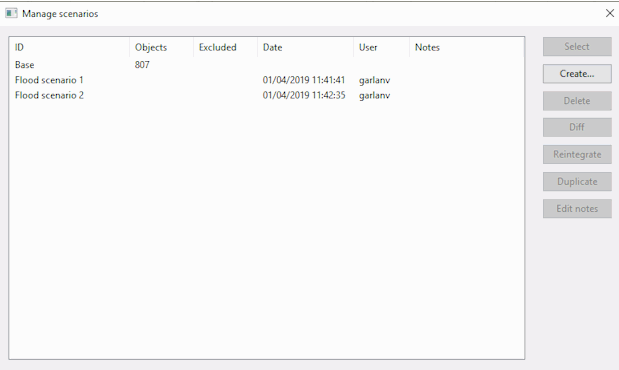 Manage scenarios
ID Objects Excluded Date User Notes
Base 807
Flood scenario 1 01/04/2019 11:41:41 garlanv
Flood scenario 2 01/04/2019 11:42:35 garlanv
Select
Create...
Delete
Diff
Reintegrate
Duplicate
Edit notes